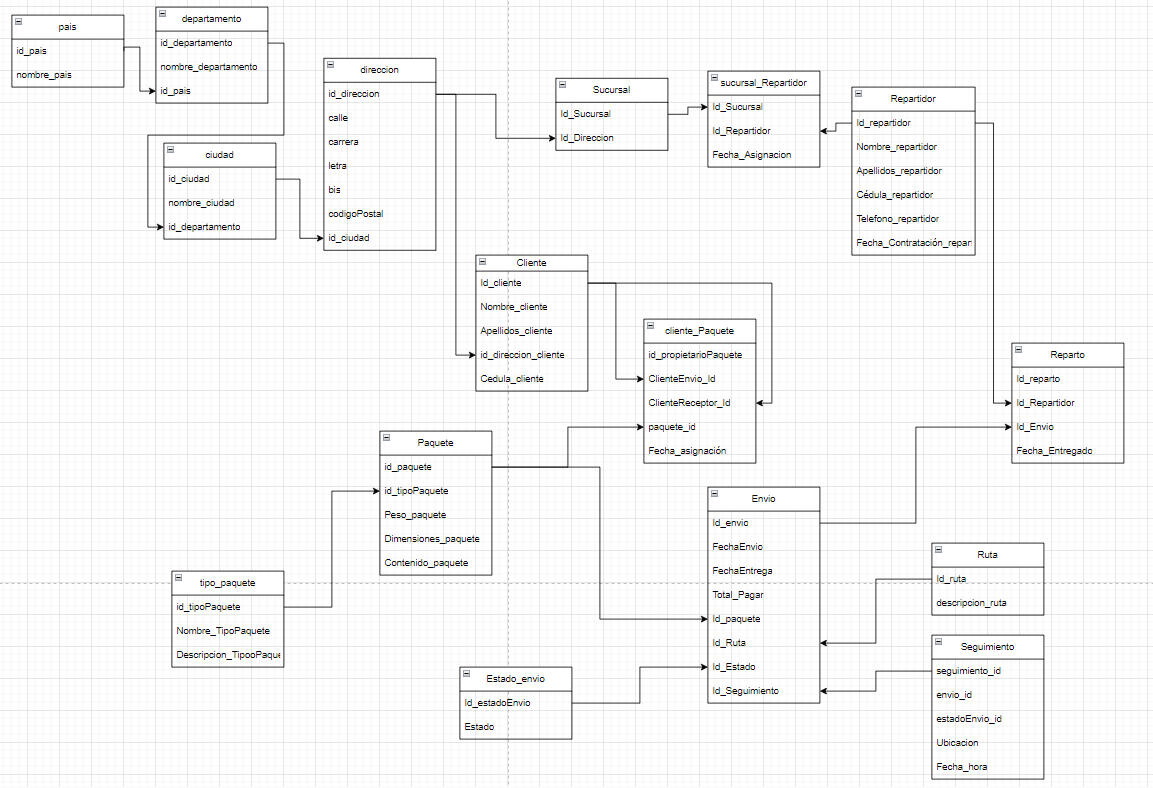 pais
id_pais
nombre_pais
departamento
id_departamento
nombre_departamento
id_pais
ciudad
id_ciudad
nombre_ciudad
id_departamento
direccion
id_direccion
calle
carrera
letra
bis
codigoPostal
id_ciudad
Sucursal
Id_Sucursal
Id_Direccion
sucursal_Repartidor
Id_Sucursal
Id_Repartidor
Fecha_Asignacion
Repartidor
Id_repartidor
Nombre_repartidor
Apellidos_repartidor
Cédula_repartidor
Telefono_repartidor
Fecha_Contratación_repar
Cliente
Id_cliente
Nombre_cliente
Apellidos_cliente
id_direccion_cliente
Cedula_cliente
cliente_Paquete
id_propietarioPaquete
ClienteEnvio_Id
ClienteReceptor_Id
paquete_id
Fecha_asignación
Reparto
Id_reparto
Id_Repartidor
Id_Envio
Fecha_Entregado
Paquete
id_paquete
id_tipoPaquete
Peso_paquete
Dimensiones_paquete
Contenido_paquete
tipo_paquete
id_tipoPaquete
Nombre_TipoPaquete
Descripcion_TipooPaque
Envio
Id_envio
FechaEnvio
FechaEntrega
Total_Pagar
Id_paquete
Id_Ruta
Id_Estado
Id_Seguimiento
Ruta
Id_ruta
descripcion_ruta
Estado_envio
Id_estadoEnvio
Estado
Seguimiento
seguimiento_id
envio_id
estadoEnvio_id
Ubicacion
Fecha_hora